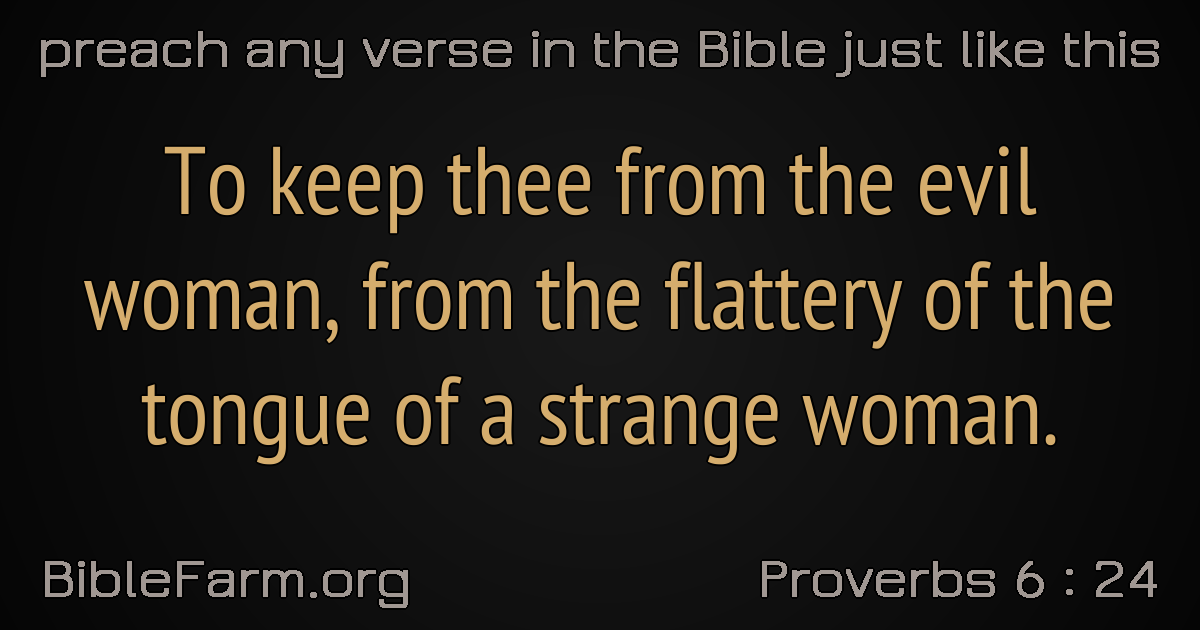 preach any verse in the Bible just like this
To keep thee from the evil
woman, from the flattery of the
tongue of a strange woman.
BibleFarm.org
Proverbs 6 : 24